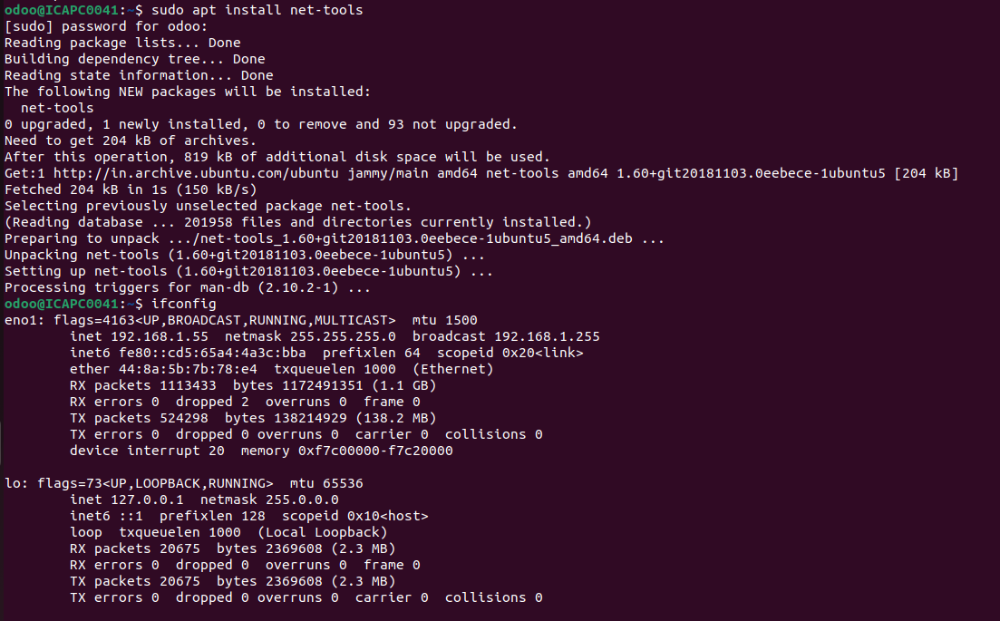 odoo@ICAPC0041:~$ sudo apt install net-tools
[sudo] password for odoo:
Reading package lists... Done
Building dependency tree... Done
Reading state information... Done
The following NEW packages will be installed:
  net-tools
0 upgraded, 1 newly installed, 0 to remove and 93 not upgraded.
Need to get 204 kB of archives.
After this operation, 819 kB of additional disk space will be used.
Get:1 http://in.archive.ubuntu.com/ubuntu jammy/main amd64 net-tools amd64 1.60+git20181103.0eebece-1ubuntu5 [204 kB]
Fetched 204 kB in 1s (150 kB/s)
Selecting previously unselected package net-tools.
(Reading database ... 201958 files and directories currently installed.)
Preparing to unpack .../net-tools_1.60+git20181103.0eebece-1ubuntu5_amd64.deb ...
Unpacking net-tools (1.60+git20181103.0eebece-1ubuntu5) ...
Setting up net-tools (1.60+git20181103.0eebece-1ubuntu5) ...
Processing triggers for man-db (2.10.2-1) ...
odoo@ICAPC0041:~$ ifconfig
eno1: flags=4163<UP,BROADCAST,RUNNING,MULTICAST>  mtu 1500
        inet 192.168.1.55  netmask 255.255.255.0  broadcast 192.168.1.255
        inet6 fe80::cd5:65a4:4a3c:bba  prefixlen 64  scopeid 0x20<link>
        ether 44:8a:5b:7b:78:e4  txqueuelen 1000  (Ethernet)
        RX packets 1113433  bytes 1172491351 (1.1 GB)
        RX errors 0  dropped 2  overruns 0  frame 0
        TX packets 524298  bytes 138214929 (138.2 MB)
        TX errors 0  dropped 0 overruns 0  carrier 0  collisions 0
        device interrupt 20  memory 0xf7c00000-f7c20000

lo: flags=73<UP,LOOPBACK,RUNNING>  mtu 65536
        inet 127.0.0.1  netmask 255.0.0.0
        inet6 ::1  prefixlen 128  scopeid 0x10<host>
        loop  txqueuelen 1000  (Local Loopback)
        RX packets 20675  bytes 2369608 (2.3 MB)
        RX errors 0  dropped 0  overruns 0  frame 0
        TX packets 20675  bytes 2369608 (2.3 MB)
        TX errors 0  dropped 0 overruns 0  carrier 0  collisions 0